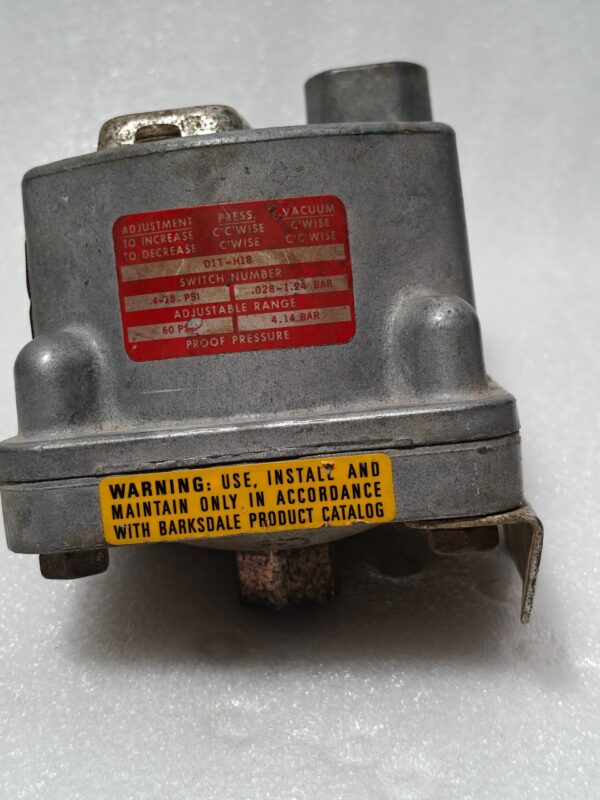 ADJUSTMENT PRESS. VACUUM
TO INCREASE C'C'WISE C'WISE
TO DECREASE C'WISE C'C'WISE
D1T-H18
SWITCH NUMBER
.4-18. PSI .028-1.24 BAR
ADJUSTABLE RANGE
60 PSI 4.14 BAR
PROOF PRESSURE
WARNING: USE, INSTALL AND
MAINTAIN ONLY IN ACCORDANCE
WITH BARKSDALE PRODUCT CATALOG